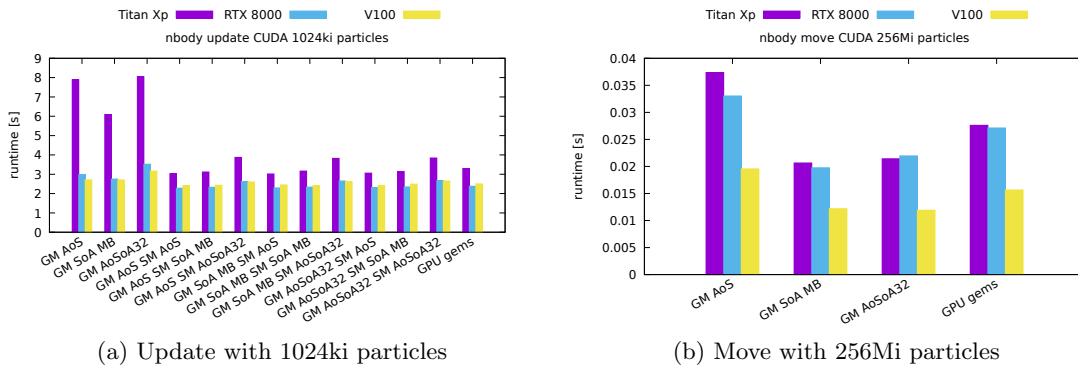 Titan Xp RTX 8000 V100
nbody update CUDA 1024ki particles
runtime [s]
9
8
7
6
5
4
3
2
1
0
GM AoS
GM SoA MB
GM AoSoA32
GM AoS SM AoS
GM AoS SM SoA MB
GM AoS SM AoSoA32
GM SoA MB SM AoS
GM SoA MB SM SoA MB
GM SoA MB SM AoSoA32
GM AoSoA32 SM AoS
GM AoSoA32 SM SoA MB
GM AoSoA32 SM AoSoA32
GPU gems
(a) Update with 1024ki particles
Titan Xp RTX 8000 V100
nbody move CUDA 256Mi particles
runtime [s]
0.04
0.035
0.03
0.025
0.02
0.015
0.01
0.005
0
GM AoS
GM SoA MB
GM AoSoA32
GPU gems
(b) Move with 256Mi particles